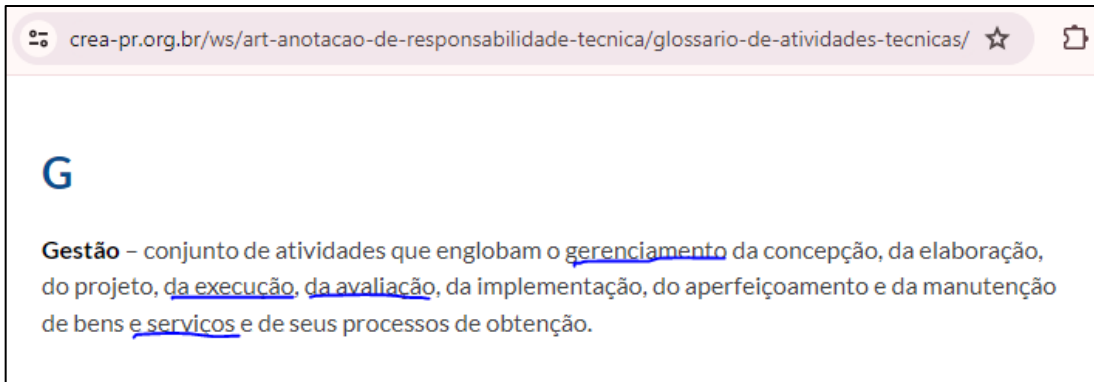 crea-pr.org.br/ws/art-anotacao-de-responsabilidade-tecnica/glossario-de-atividades-tecnicas/
G
Gestão – conjunto de atividades que englobam o gerenciamento da concepção, da elaboração,
do projeto, da execução, da avaliação, da implementação, do aperfeiçoamento e da manutenção
de bens e serviços e de seus processos de obtenção.